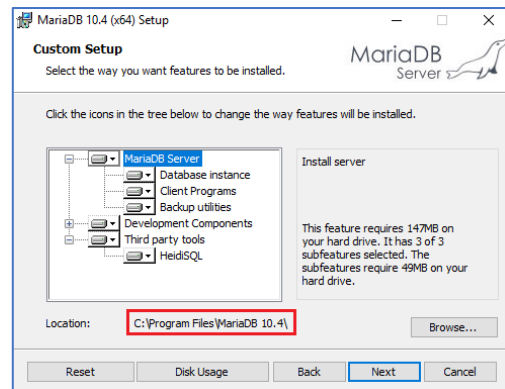 MariaDB 10.4 (x64) Setup
Custom Setup
Select the way you want features to be installed.
MariaDB
Server
Click the icons in the tree below to change the way features will be installed.
MariaDB Server
Database instance
Client Programs
Backup utilities
Development Components
Third party tools
HeidiSQL
Install server
This feature requires 147MB on
your hard drive. It has 3 of 3
subfeatures selected. The
subfeatures require 49MB on your
hard drive.
Location: C:\Program Files\MariaDB 10.4\
Browse...
Reset Disk Usage Back Next Cancel